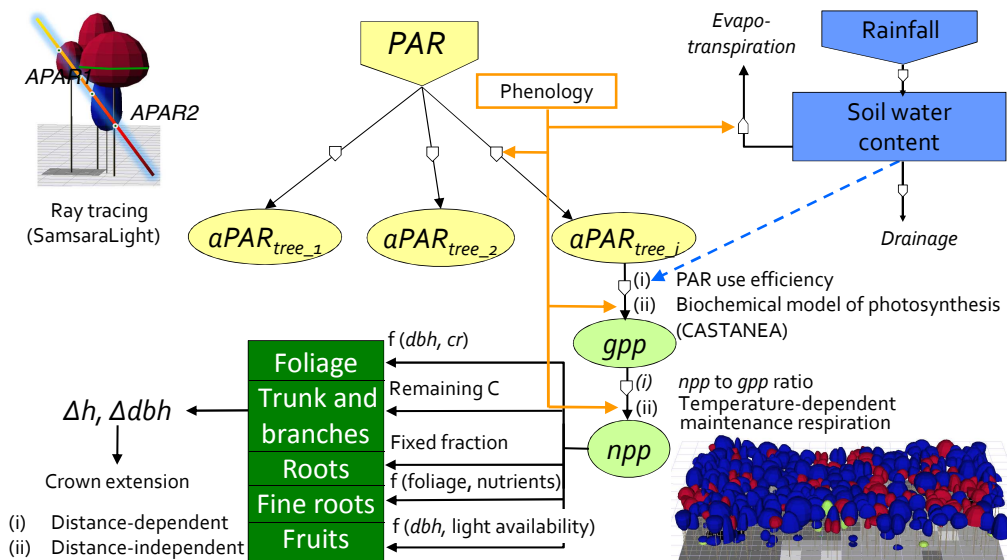 APAR1
APAR2
Ray tracing
(SamsaraLight)
PAR
Phenology
Evapo-
transpiration
Rainfall
Soil water
content
Drainage
aPARtree_1
aPARtree_2
aPARtree_i
(i) PAR use efficiency
(ii) Biochemical model of photosynthesis
(CASTANEA)
gpp
(i) npp to gpp ratio
(ii) Temperature-dependent
maintenance respiration
npp
f (dbh, cr)
Foliage
Remaining C
Trunk and
branches
Fixed fraction
Roots
f (foliage, nutrients)
Fine roots
f (dbh, light availability)
Fruits
Δh, Δdbh
Crown extension
(i) Distance-dependent
(ii) Distance-independent